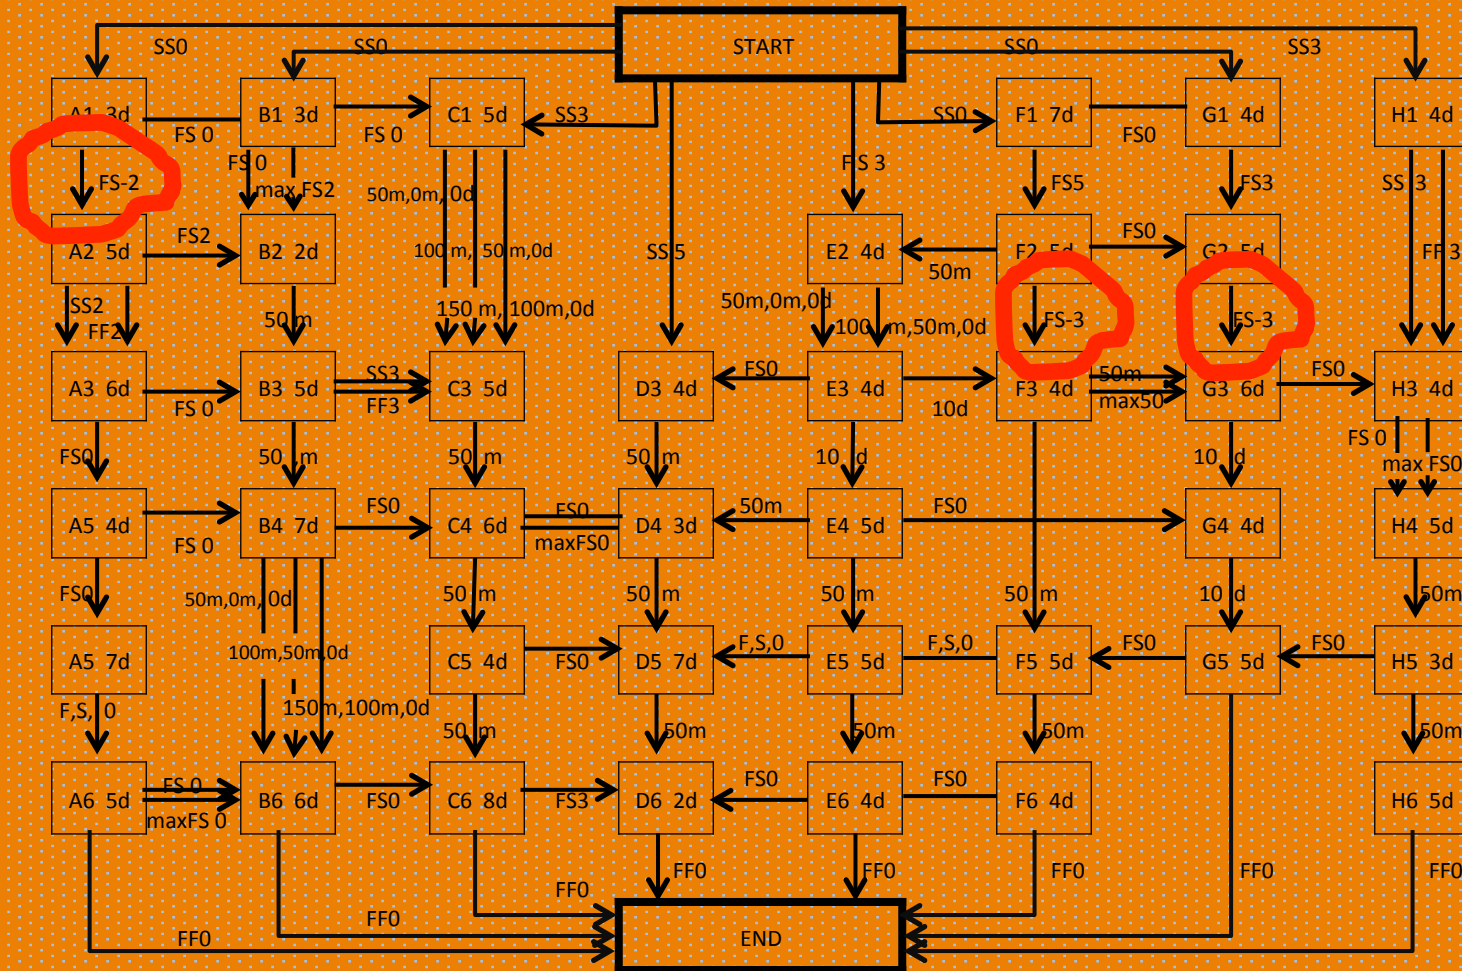 START
SS0
SS0
SS0
SS3
A1 3d
B1 3d
C1 5d
SS3
SS0
F1 7d
G1 4d
H1 4d
FS 0
FS 0
FS0
FS-2
FS 0
max FS2
50m,0m, 0d
F S 3
FS5
FS3
SS 3
A2 5d
FS2
B2 2d
100 m, 50 m,0d
SS 5
E2 4d
50m
F2 5d
FS0
G2 5d
FF 3
SS2
FF2
50 m
150 m, 100m,0d
50m,0m,0d
100 m,50m,0d
FS-3
FS-3
A3 6d
FS 0
B3 5d
SS3
FF3
C3 5d
D3 4d
FS0
E3 4d
10d
F3 4d
50m
max50
G3 6d
FS0
H3 4d
FS0
50 m
50 m
50 m
10 d
10 d
FS 0
max FS0
A5 4d
FS 0
B4 7d
FS0
C4 6d
FS0
maxFS0
D4 3d
50m
E4 5d
FS0
G4 4d
H4 5d
FS0
50m,0m, 0d
50 m
50 m
50 m
50 m
10 d
50m
A5 7d
100m,50m,0d
C5 4d
FS0
D5 7d
F,S,0
E5 5d
F,S,0
F5 5d
FS0
G5 5d
FS0
H5 3d
F,S, 0
150m,100m,0d
50 m
50m
50m
50m
50m
A6 5d
FS 0
maxFS 0
B6 6d
FS0
C6 8d
FS3
D6 2d
FS0
E6 4d
FS0
F6 4d
H6 5d
FF0
FF0
FF0
FF0
FF0
FF0
FF0
FF0
END